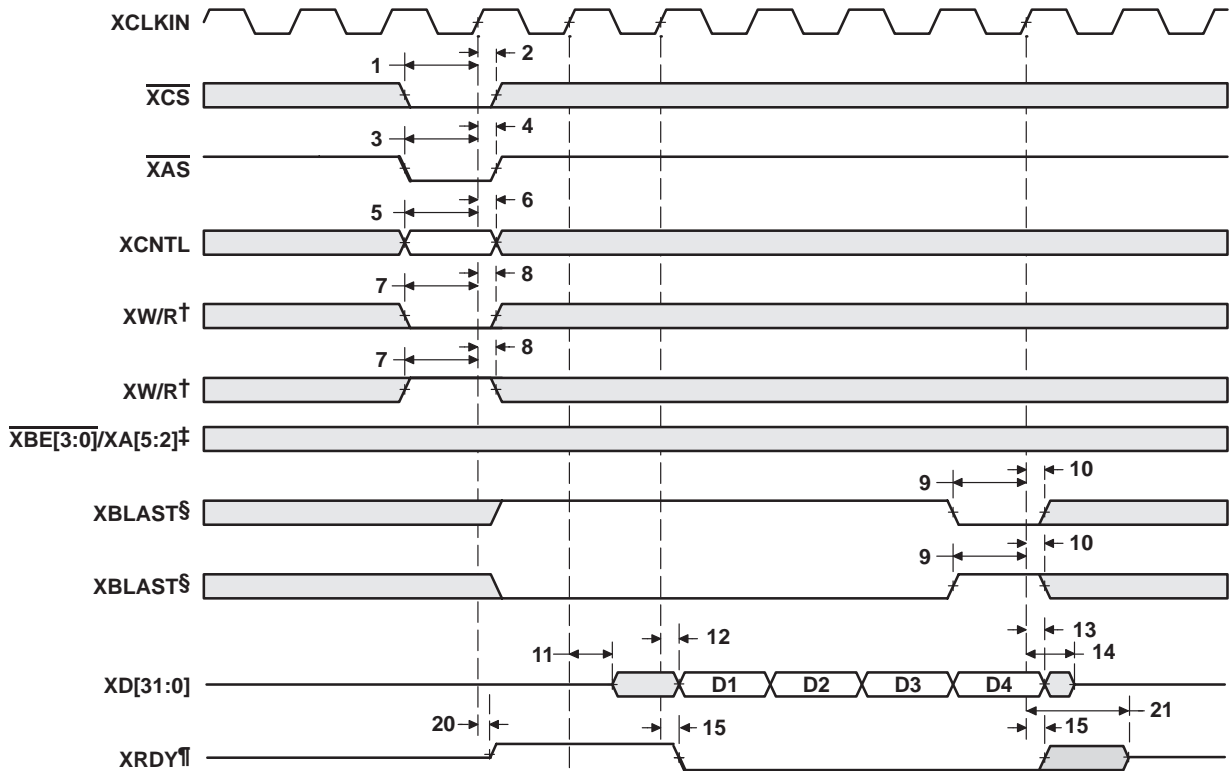 XCLKIN
1 2
XCS
3 4
XAS
5 6
XCNTL
7 8
XW/R†
7 8
XW/R†
XBE[3:0]/XA[5:2]‡
9 10
XBLAST§
9 10
XBLAST§
11 12 13
14
XD[31:0] D1 D2 D3 D4
20 15 15 21
XRDY¶